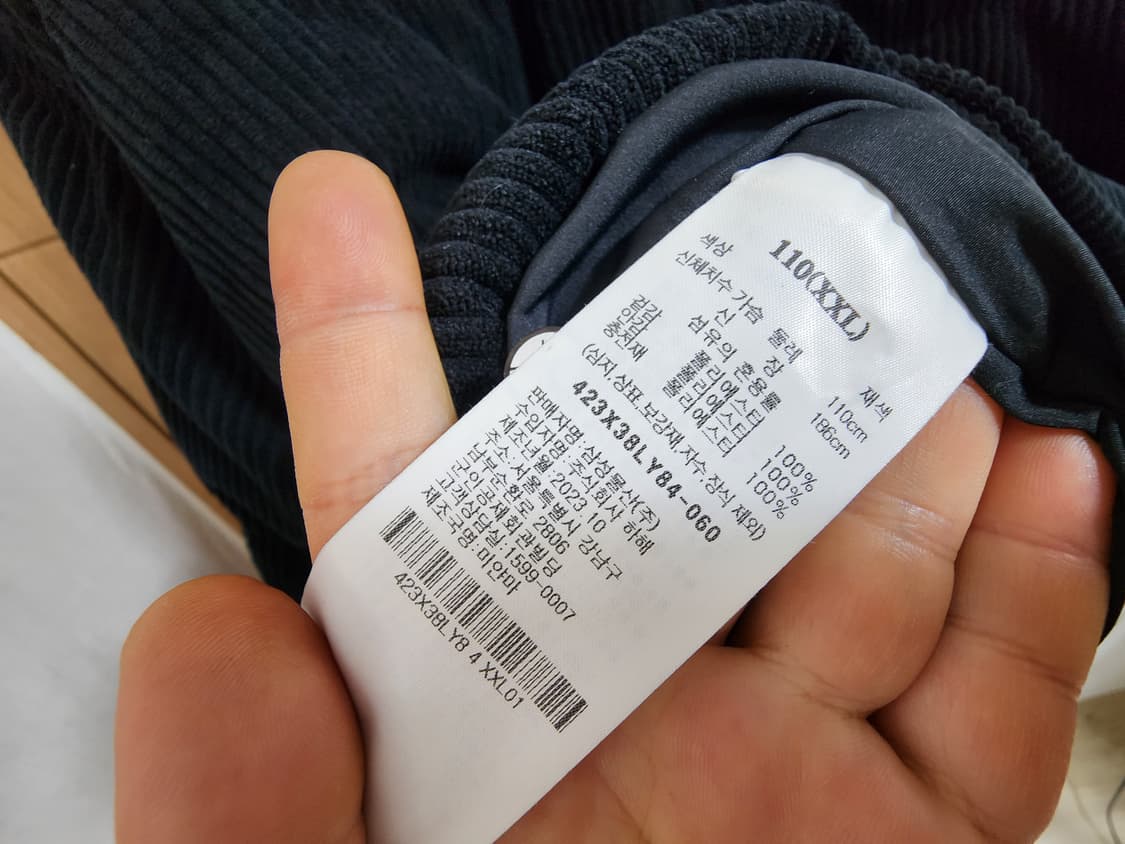 110(XXL)
색상 재색
신체치수 가슴 둘레 110cm
신 장 186cm
섬유의 혼용률
겉감 폴리에스터 100%
안감 폴리에스터 100%
충전재 폴리에스터 100%
(심지,상표,보강재,자수·장식 제외)
423X38LY84-060
판매자명:삼성물산(주)
수입자명:주식회사 하해
제조년월 2023.10
주소:서울특별시 강남구
남부순환로 2806
군인공제회관빌딩
고객상담실:1599-0007
제조국명:미얀마
423X38LY8 4 XXL01